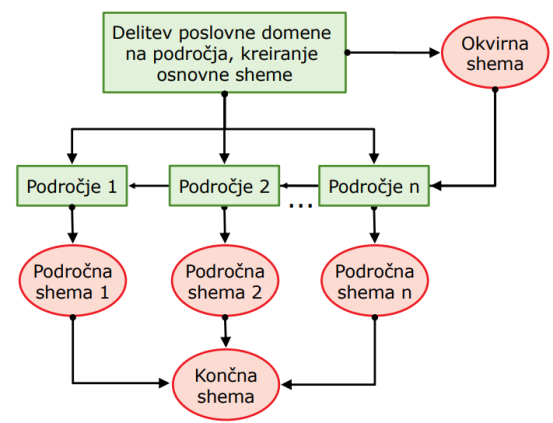 Delitev poslovne domene
na področja, kreiranje
osnovne sheme
Okvirna
shema
Področje 1
Področje 2
...
Področje n
Področna
shema 1
Področna
shema 2
Področna
shema n
Končna
shema